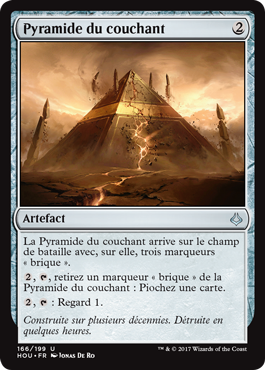 Pyramide du couchant 2
Artefact
La Pyramide du couchant arrive sur le champ
de bataille avec, sur elle, trois marqueurs
« brique ».
2, , retirez un marqueur « brique » de la
Pyramide du couchant : Piochez une carte.
2, : Regard 1.
Construite sur plusieurs décennies. Détruite en
quelques heures.
166/199 U
HOU • FR Jonas De Ro
™ & © 2017 Wizards of the Coast